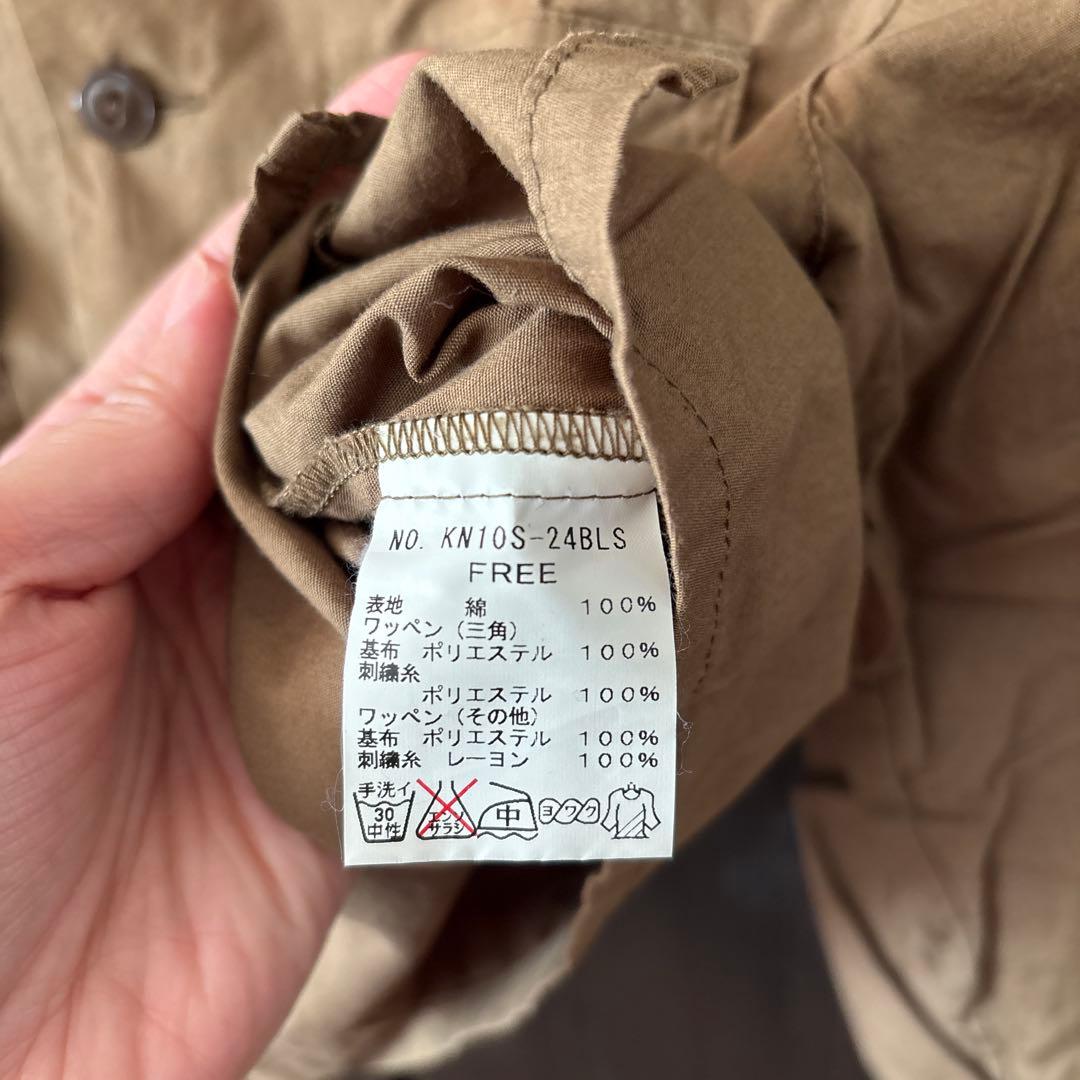 NO. KN10S-24BLS
FREE
表地 綿 100%
ワッペン（三角）
基布 ポリエステル 100%
刺繍糸
ポリエステル 100%
ワッペン（その他）
基布 ポリエステル 100%
刺繍糸 レーヨン 100%
手洗イ
30
中性
エンソ
サラシ
中
ヨワク